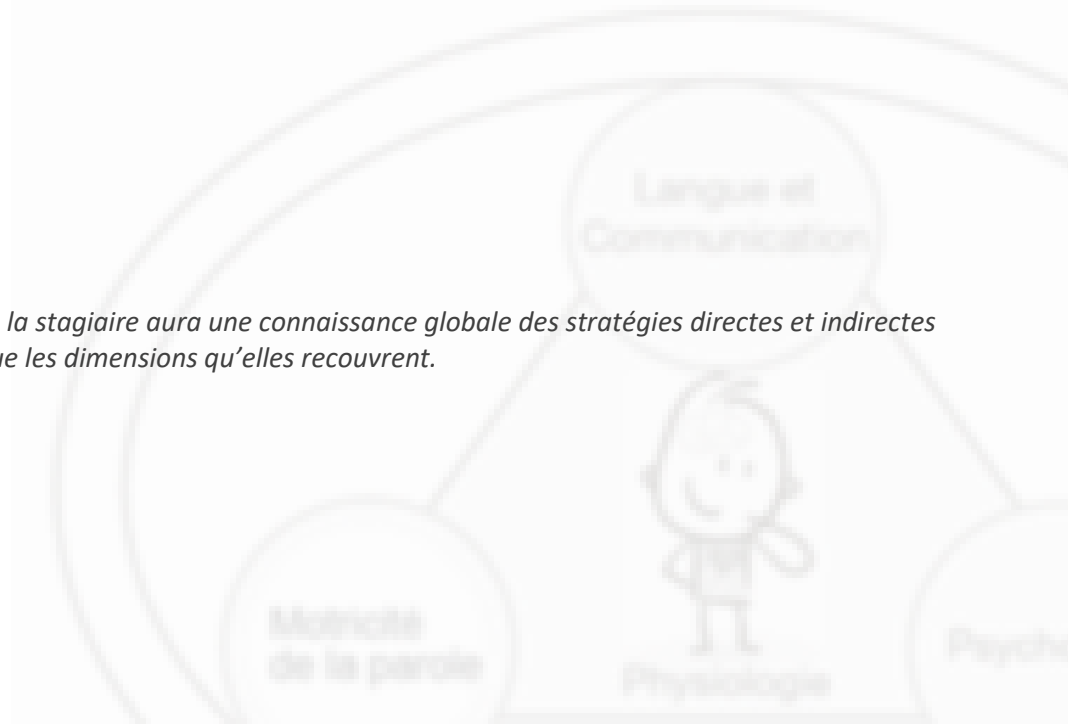 la stagiaire aura une connaissance globale des stratégies directes et indirectes
ue les dimensions qu’elles recouvrent.
Langue et
Communication
Motricité
de la parole
Physiologie
Psycho